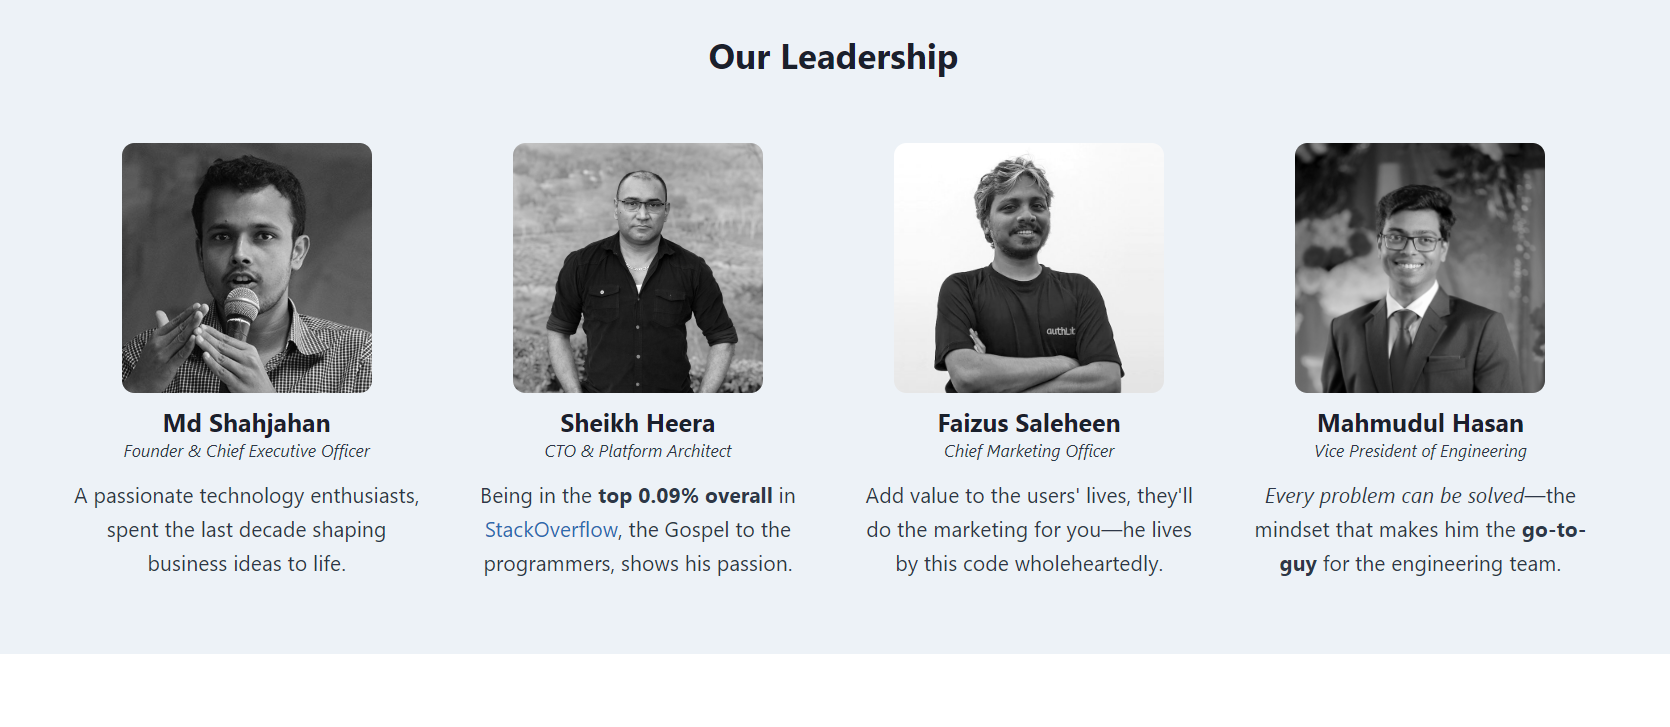 Our Leadership
authLit
Md Shahjahan
Founder & Chief Executive Officer
A passionate technology enthusiasts,
spent the last decade shaping
business ideas to life.
Sheikh Heera
CTO & Platform Architect
Being in the top 0.09% overall in
StackOverflow, the Gospel to the
programmers, shows his passion.
Faizus Saleheen
Chief Marketing Officer
Add value to the users' lives, they'll
do the marketing for you—he lives
by this code wholeheartedly.
Mahmudul Hasan
Vice President of Engineering
Every problem can be solved—the
mindset that makes him the go-to-
guy for the engineering team.